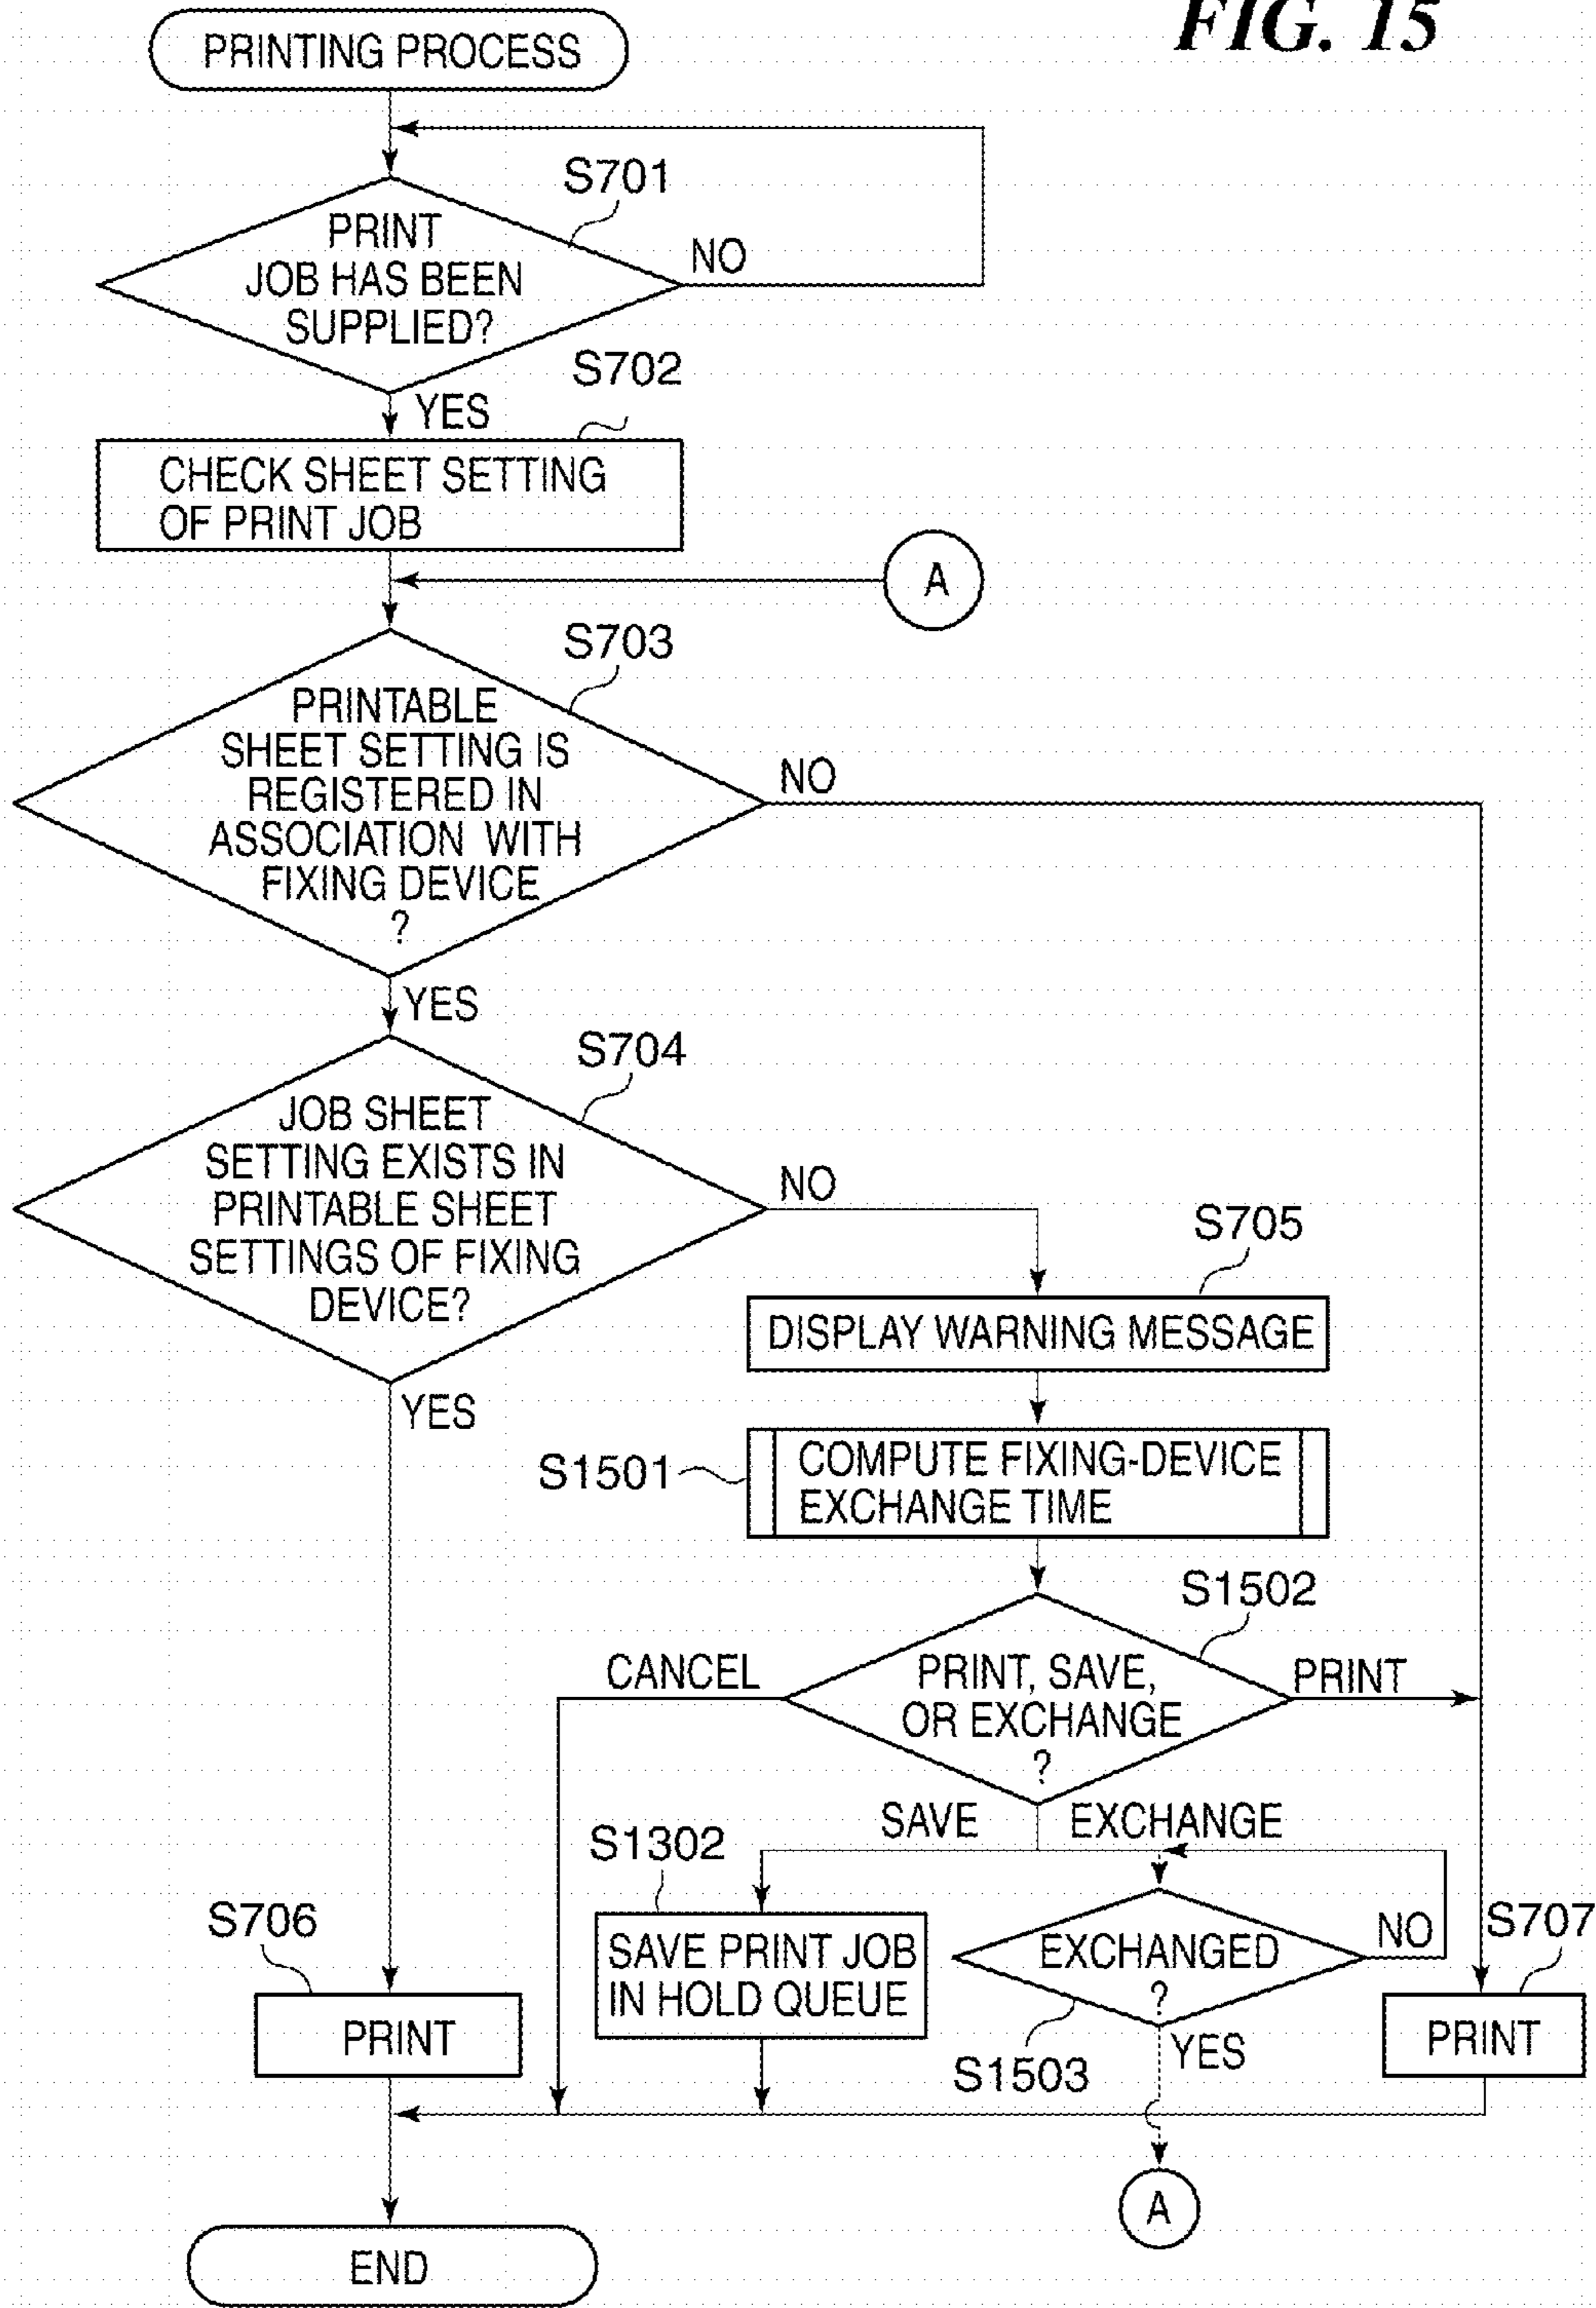 FIG. 15
PRINTING PROCESS
S701
PRINT
JOB HAS BEEN
SUPPLIED?
NO
YES
S702
CHECK SHEET SETTING
OF PRINT JOB
A
S703
PRINTABLE
SHEET SETTING IS
REGISTERED IN
ASSOCIATION WITH
FIXING DEVICE
?
NO
YES
S704
JOB SHEET
SETTING EXISTS IN
PRINTABLE SHEET
SETTINGS OF FIXING
DEVICE?
NO
YES
S705
DISPLAY WARNING MESSAGE
S1501
COMPUTE FIXING-DEVICE
EXCHANGE TIME
S1502
PRINT, SAVE,
OR EXCHANGE
?
CANCEL
PRINT
SAVE
EXCHANGE
S1302
SAVE PRINT JOB
IN HOLD QUEUE
EXCHANGED
?
NO
S1503
YES
S706
PRINT
S707
PRINT
A
END